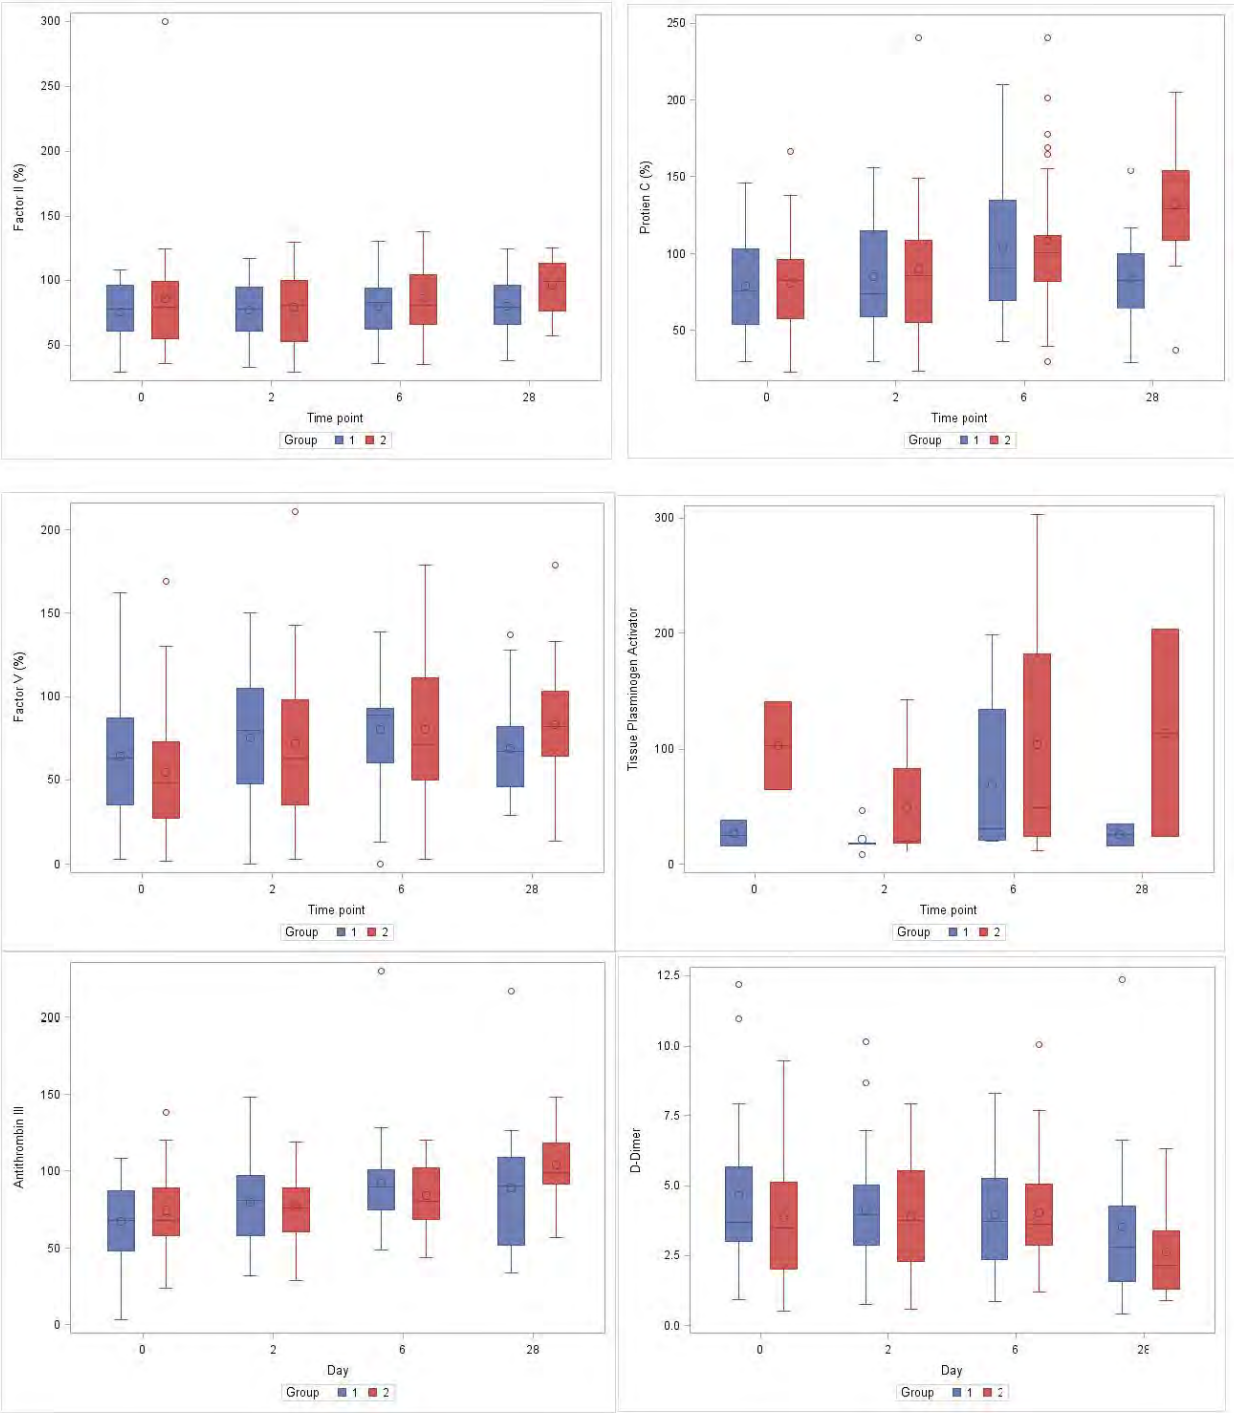 Factor II (%)
300
250
200
150
100
50
0 2 6 28
Time point
Group 1 2
Protien C (%)
250
200
150
100
50
0 2 6 28
Time point
Group 1 2
Factor V (%)
200
150
100
50
0
0 2 6 28
Time point
Group 1 2
Tissue Plasminogen Activator
300
200
100
0
0 2 6 28
Time point
Group 1 2
Antithrombin III
200
150
100
50
0
0 2 6 28
Day
Group 1 2
D-Dimer
12.5
10.0
7.5
5.0
2.5
0.0
0 2 6 28
Day
Group 1 2